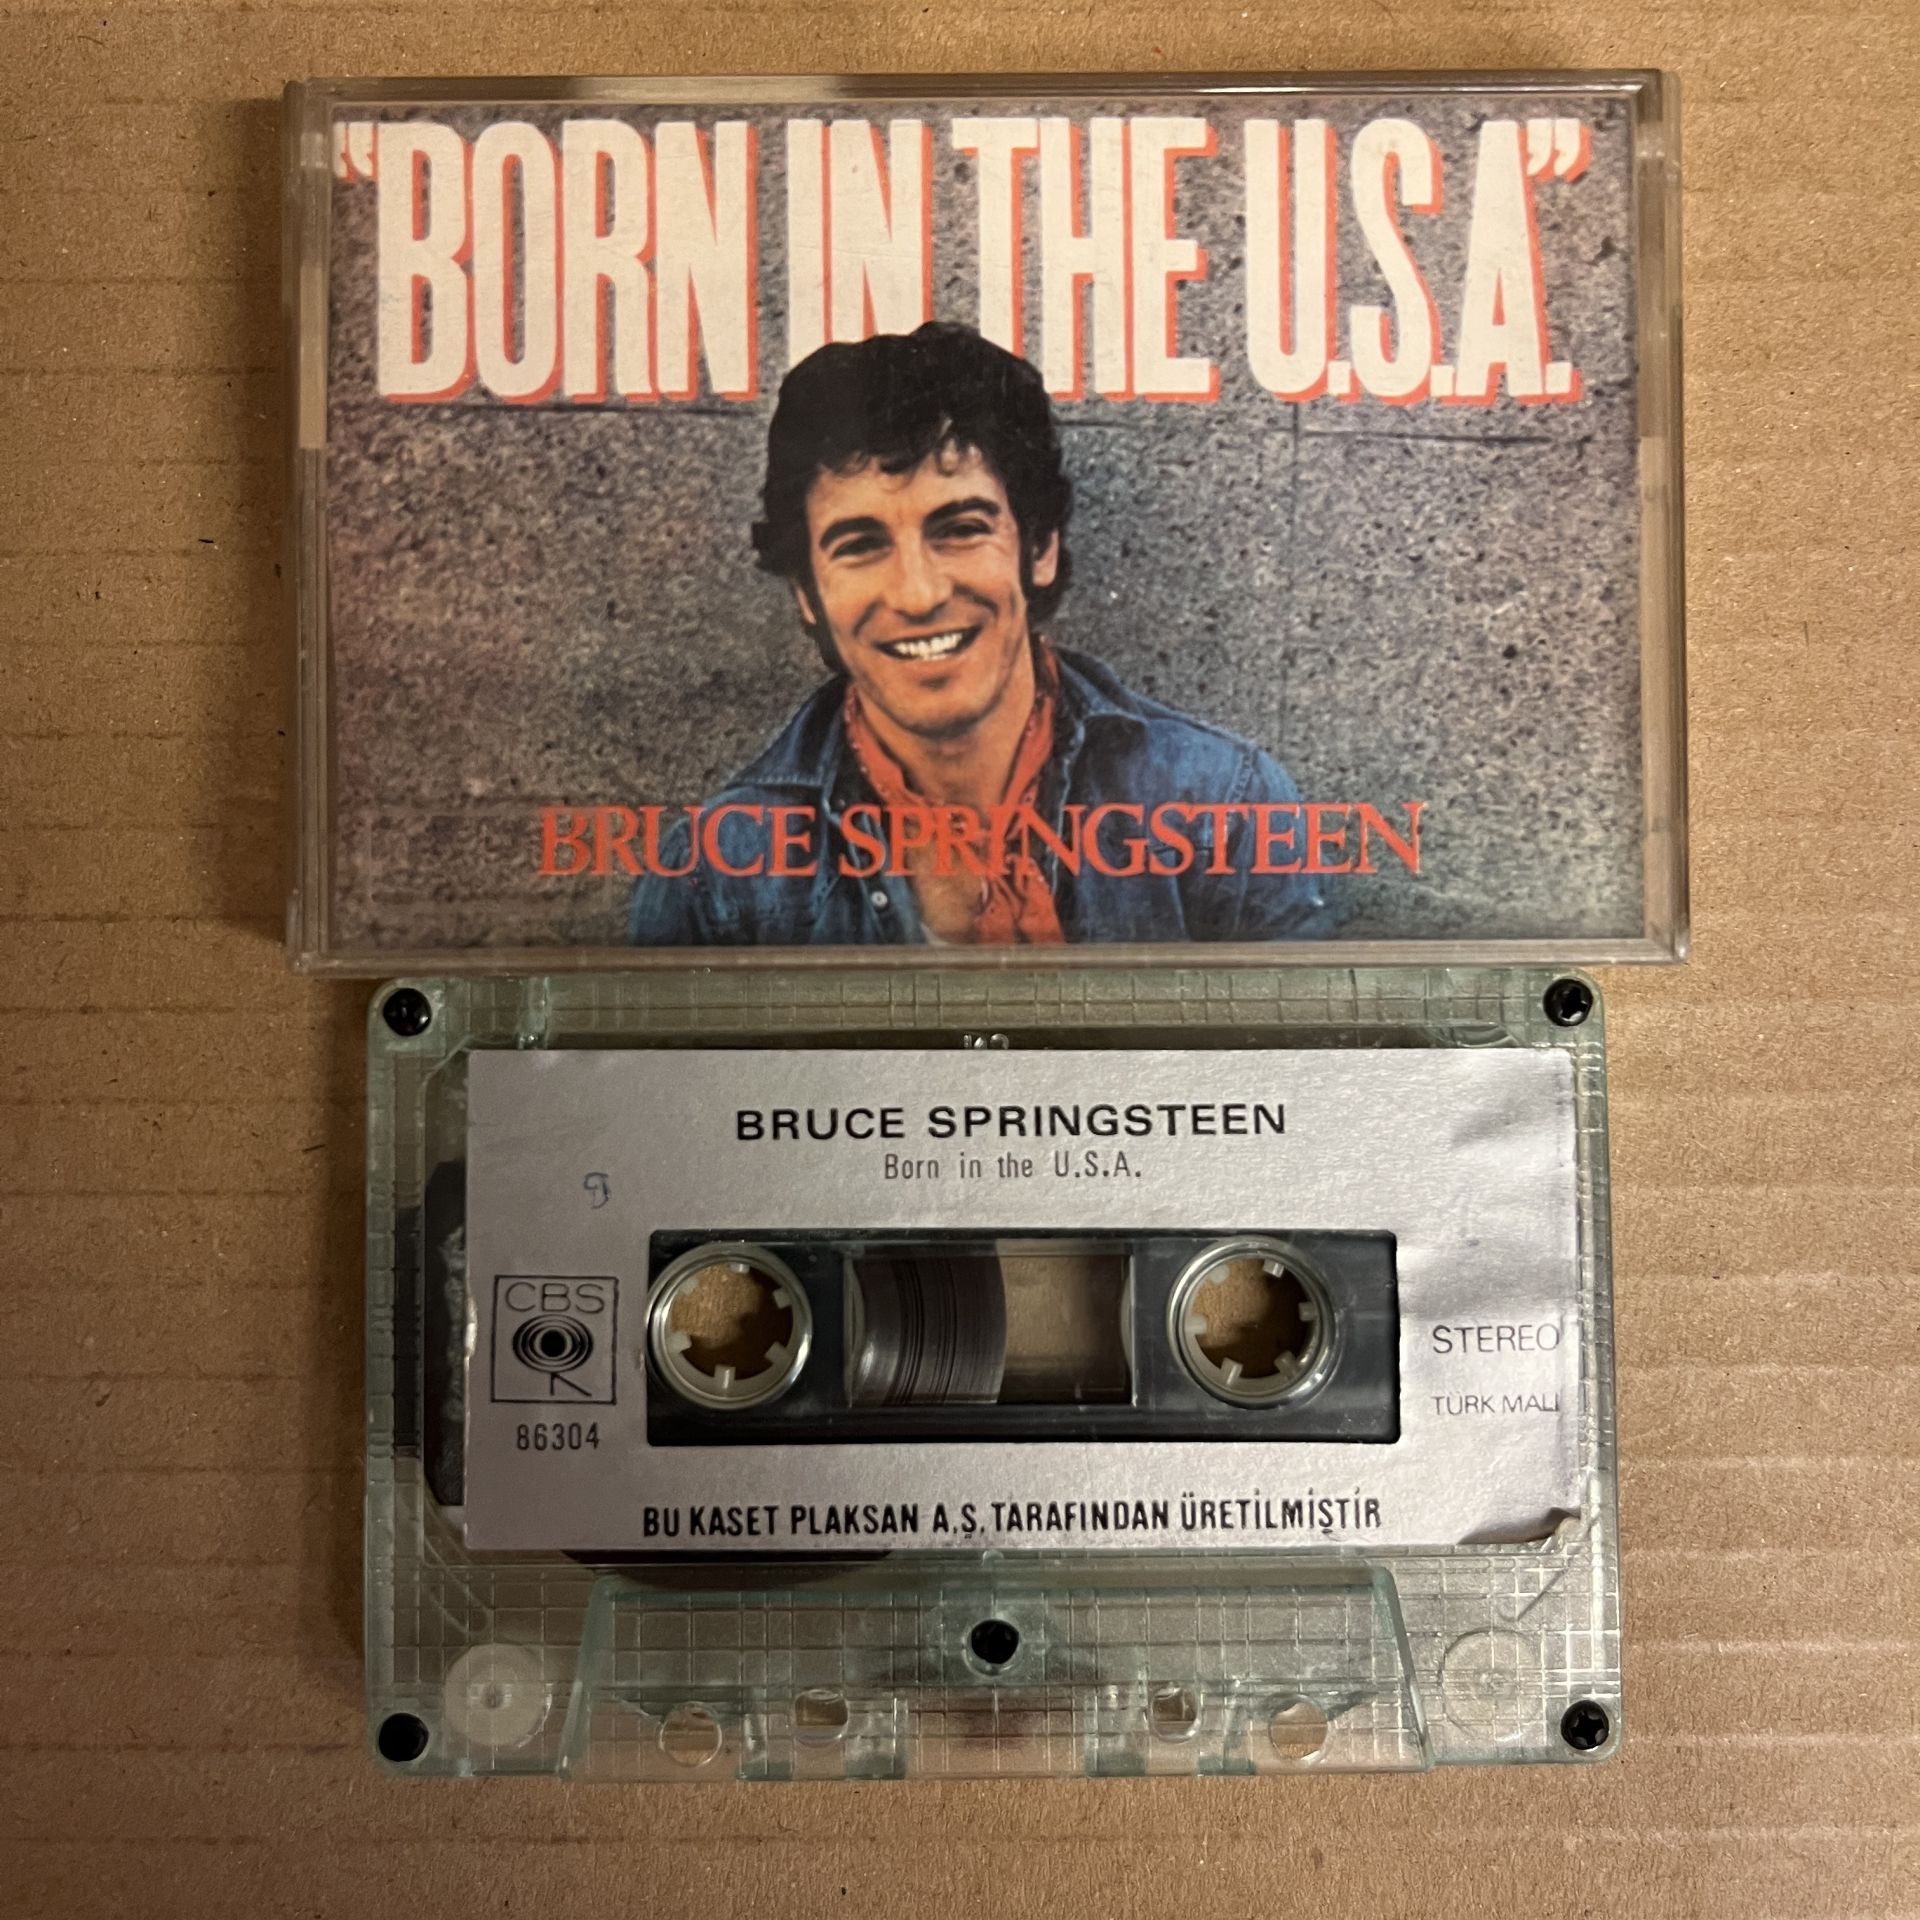 “BORN IN THE U.S.A.”
BRUCE SPRINGSTEEN
BRUCE SPRINGSTEEN
Born in the U.S.A.
CBS
86304
STEREO
TÜRK MALI
BU KASET PLAKSAN A.Ş. TARAFINDAN ÜRETİLMİŞTİR